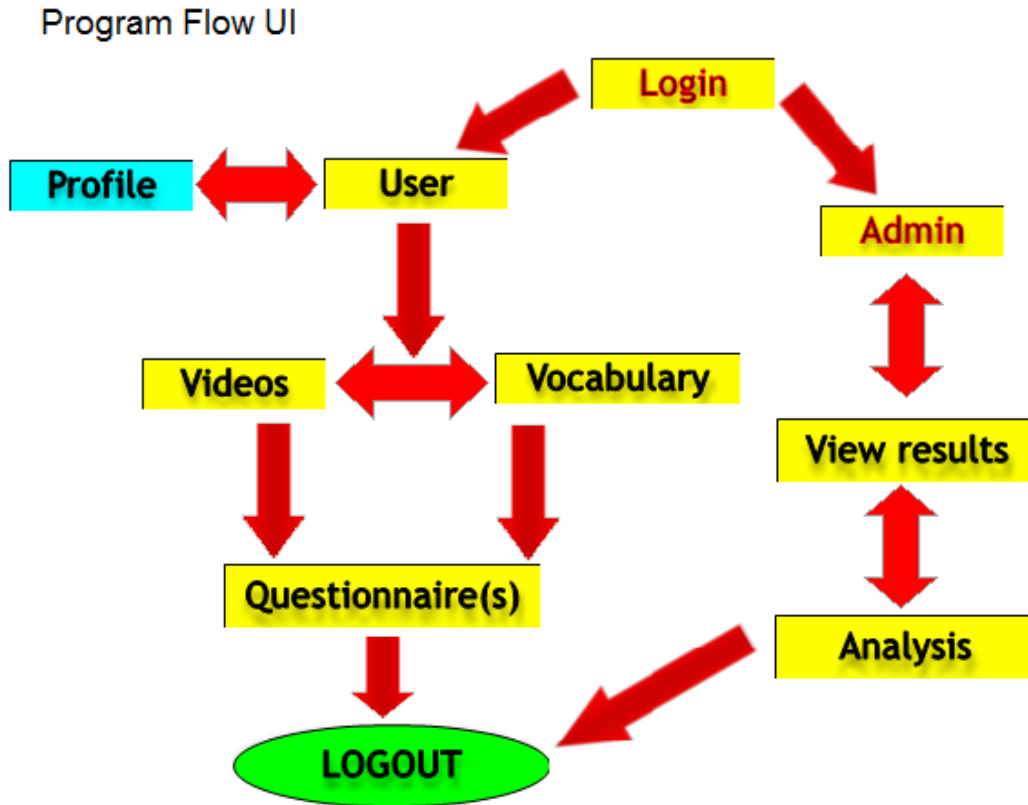 Program Flow UI
Login
Profile
User
Admin
Videos
Vocabulary
View results
Questionnaire(s)
Analysis
LOGOUT